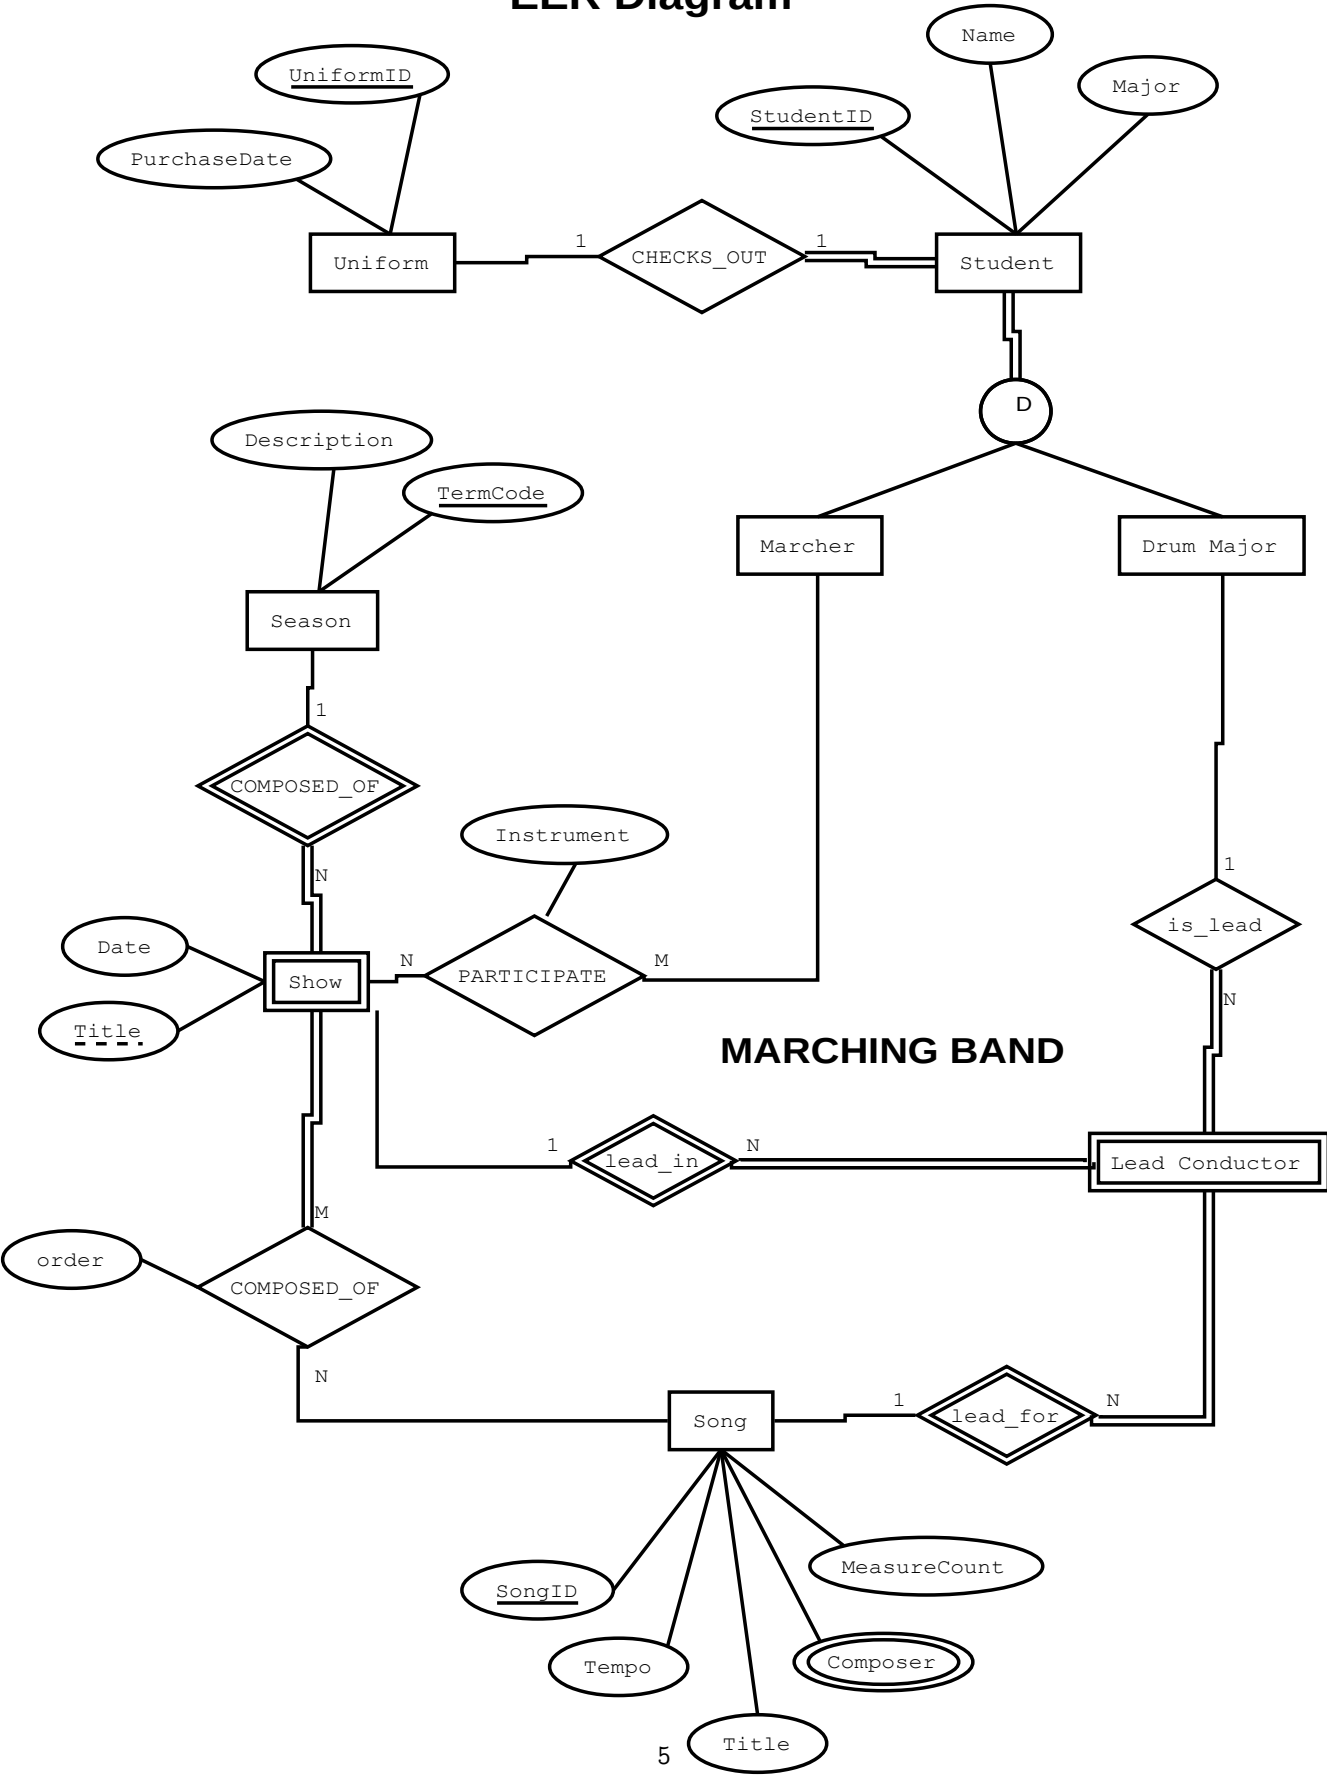 EER Diagram
Name
UniformID
Major
StudentID
PurchaseDate
1
1
Uniform
CHECKS_OUT
Student
D
Description
TermCode
Marcher
Drum Major
Season
1
COMPOSED_OF
Instrument
1
N
is_lead
Date
N
M
Show
PARTICIPATE
N
Title
MARCHING BAND
1
N
lead_in
Lead Conductor
M
order
COMPOSED_OF
N
1
N
Song
lead_for
MeasureCount
SongID
Composer
Tempo
Title
5